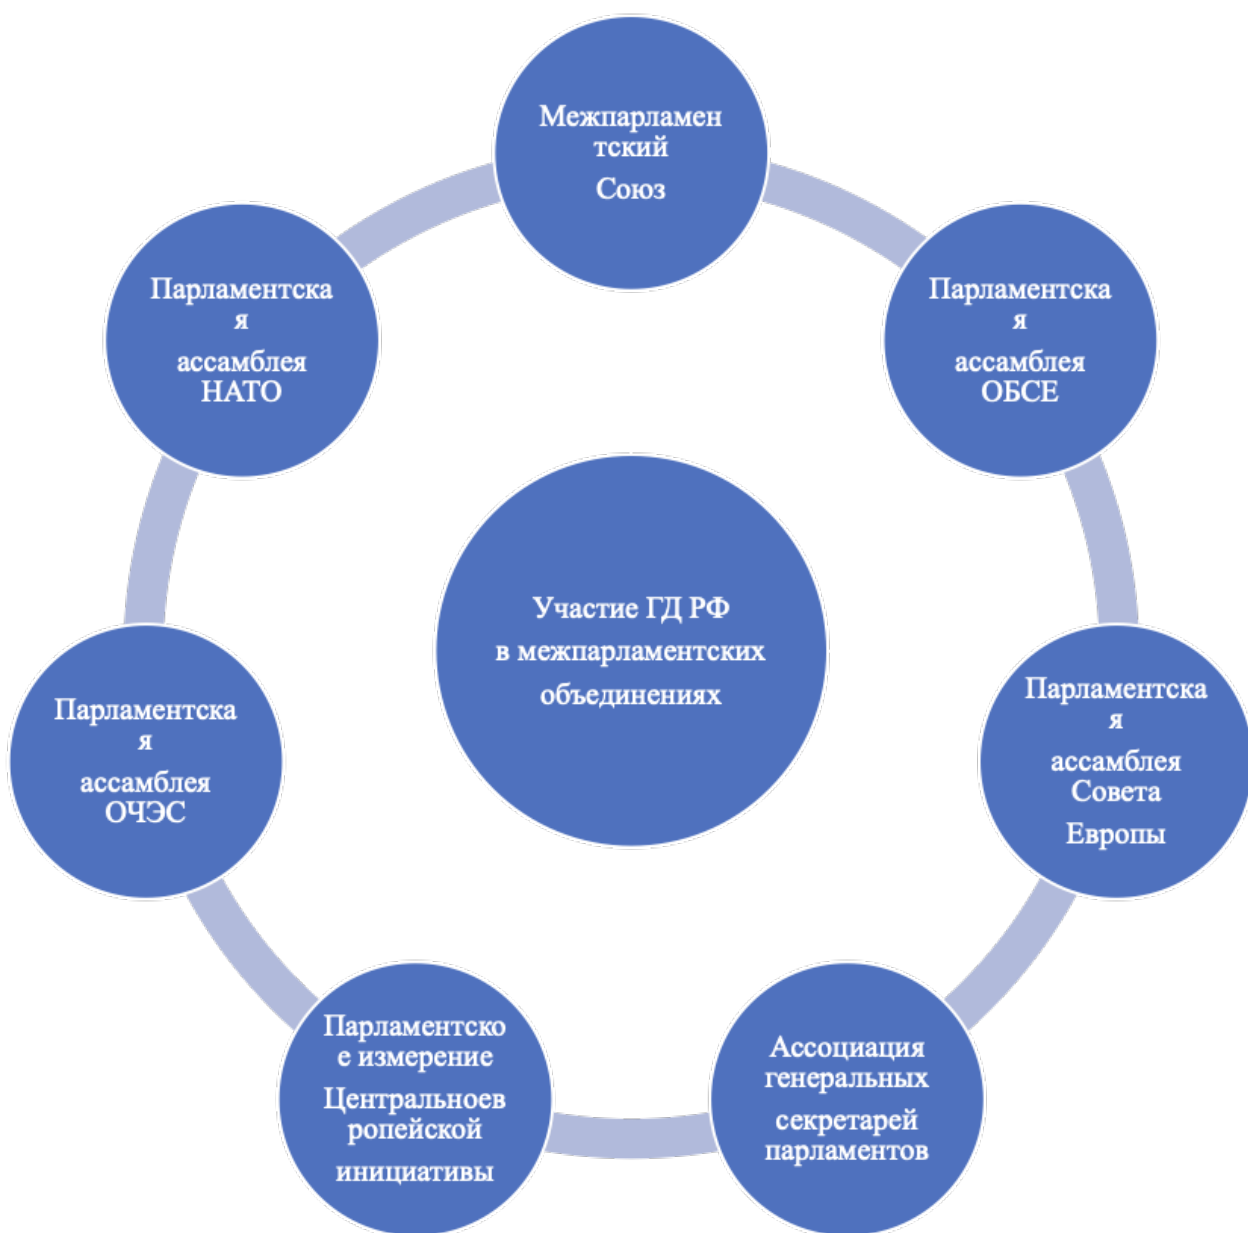 Межпарламен
тский
Союз
Парламентска
я
ассамблея
ОБСЕ
Парламентска
я
ассамблея
Совета
Европы
Ассоциация
генеральных
секретарей
парламентов
Парламентско
е измерение
Центральноев
ропейской
инициативы
Парламентска
я
ассамблея
ОЧЭС
Парламентска
я
ассамблея
НАТО
Участие ГД РФ
в межпарламентских
объединениях